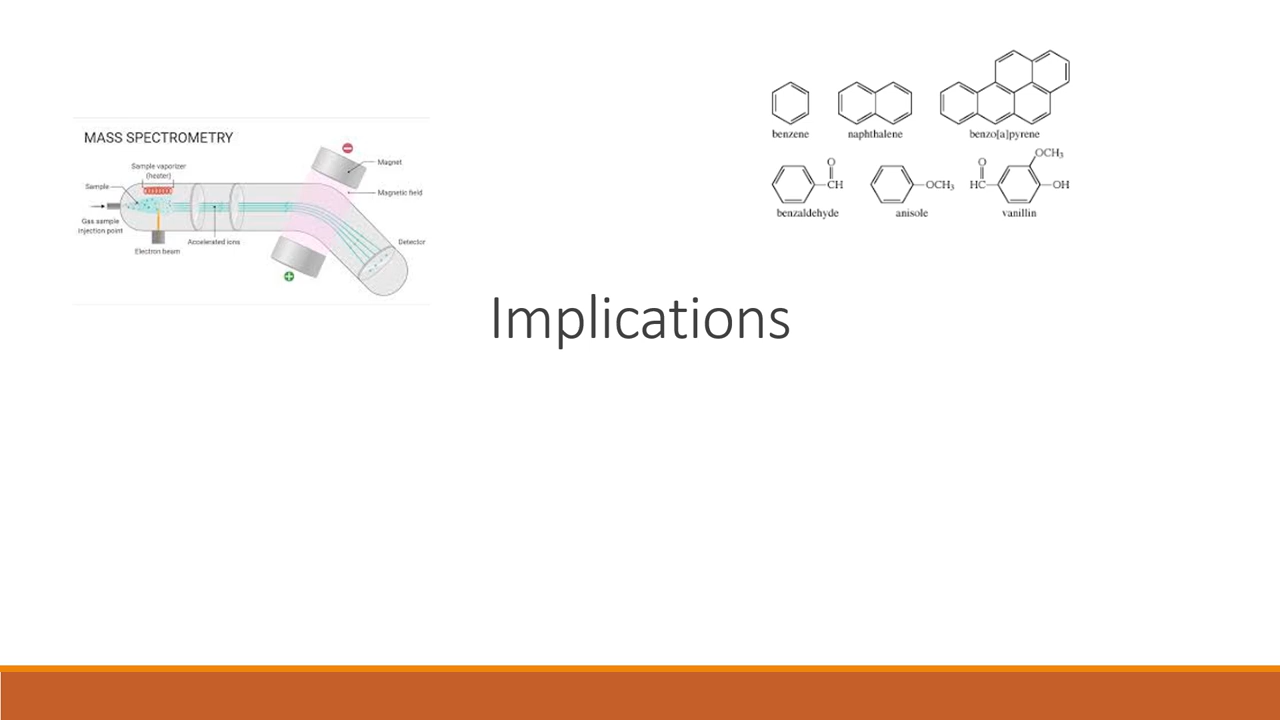 MASS SPECTROMETRY
Sample vaporizer
(heater)
Magnet
Sample
Magnetic field
Gas sample
injection point
Accelerated ions
Detector
Electron beam
benzene
naphthalene
benzo[a]pyrene
O
CH
benzaldehyde
OCH3
anisole
O
HC
OCH3
OH
vanillin
Implications